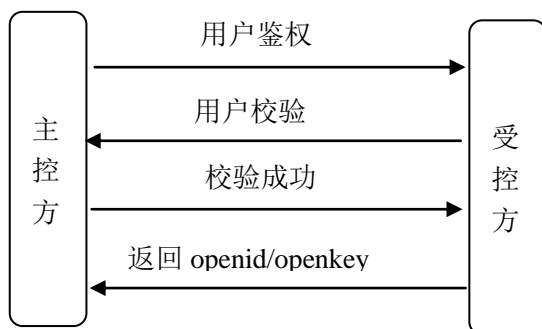 用户鉴权
用户校验
校验成功
返回 openid/openkey
主控方
受控方